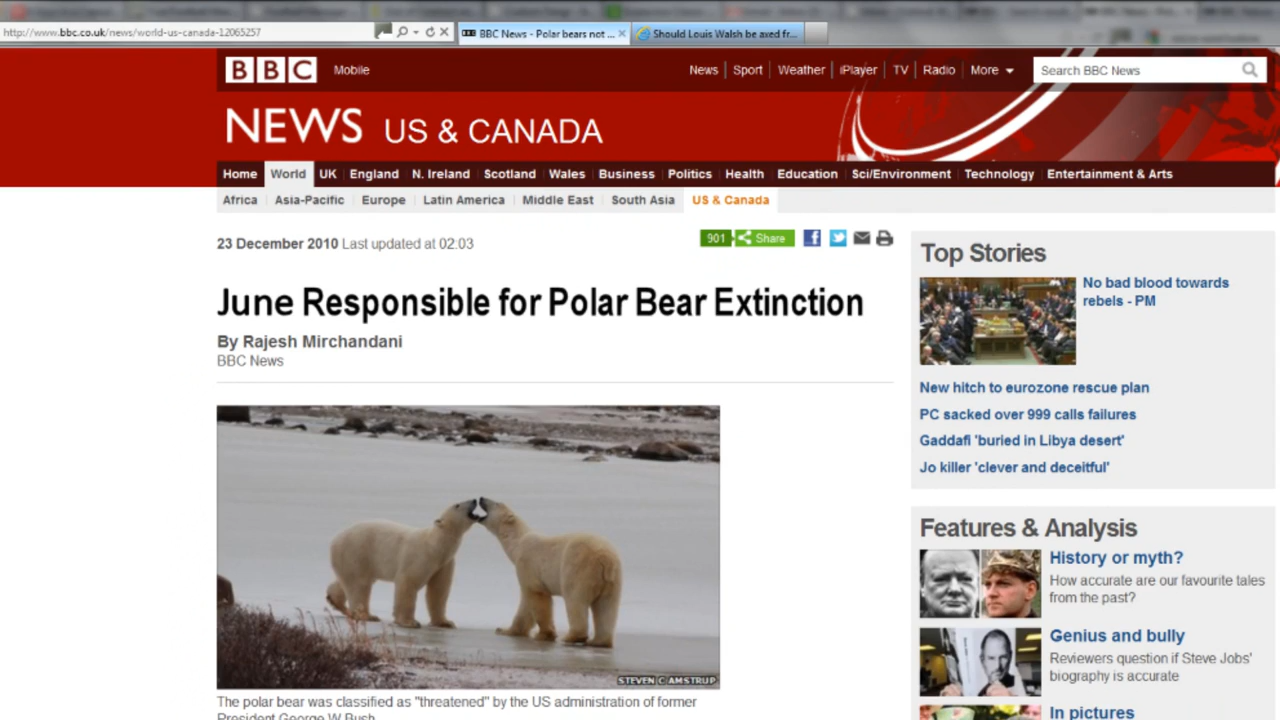 http://www.bbc.co.uk/news/world-us-canada-12065257
BBC News - Polar bears not ...
Should Louis Walsh be axed fr...
BBC Mobile
News Sport Weather iPlayer TV Radio More
Search BBC News
NEWS US & CANADA
Home World UK England N. Ireland Scotland Wales Business Politics Health Education Sci/Environment Technology Entertainment & Arts
Africa Asia-Pacific Europe Latin America Middle East South Asia US & Canada
23 December 2010 Last updated at 02:03
901 Share
June Responsible for Polar Bear Extinction
By Rajesh Mirchandani
BBC News
STEVEN C AMSTRUP
The polar bear was classified as "threatened" by the US administration of former
President George W Bush
Top Stories
No bad blood towards
rebels - PM
New hitch to eurozone rescue plan
PC sacked over 999 calls failures
Gaddafi 'buried in Libya desert'
Jo killer 'clever and deceitful'
Features & Analysis
History or myth?
How accurate are our favourite tales
from the past?
Genius and bully
Reviewers question if Steve Jobs'
biography is accurate
In pictures